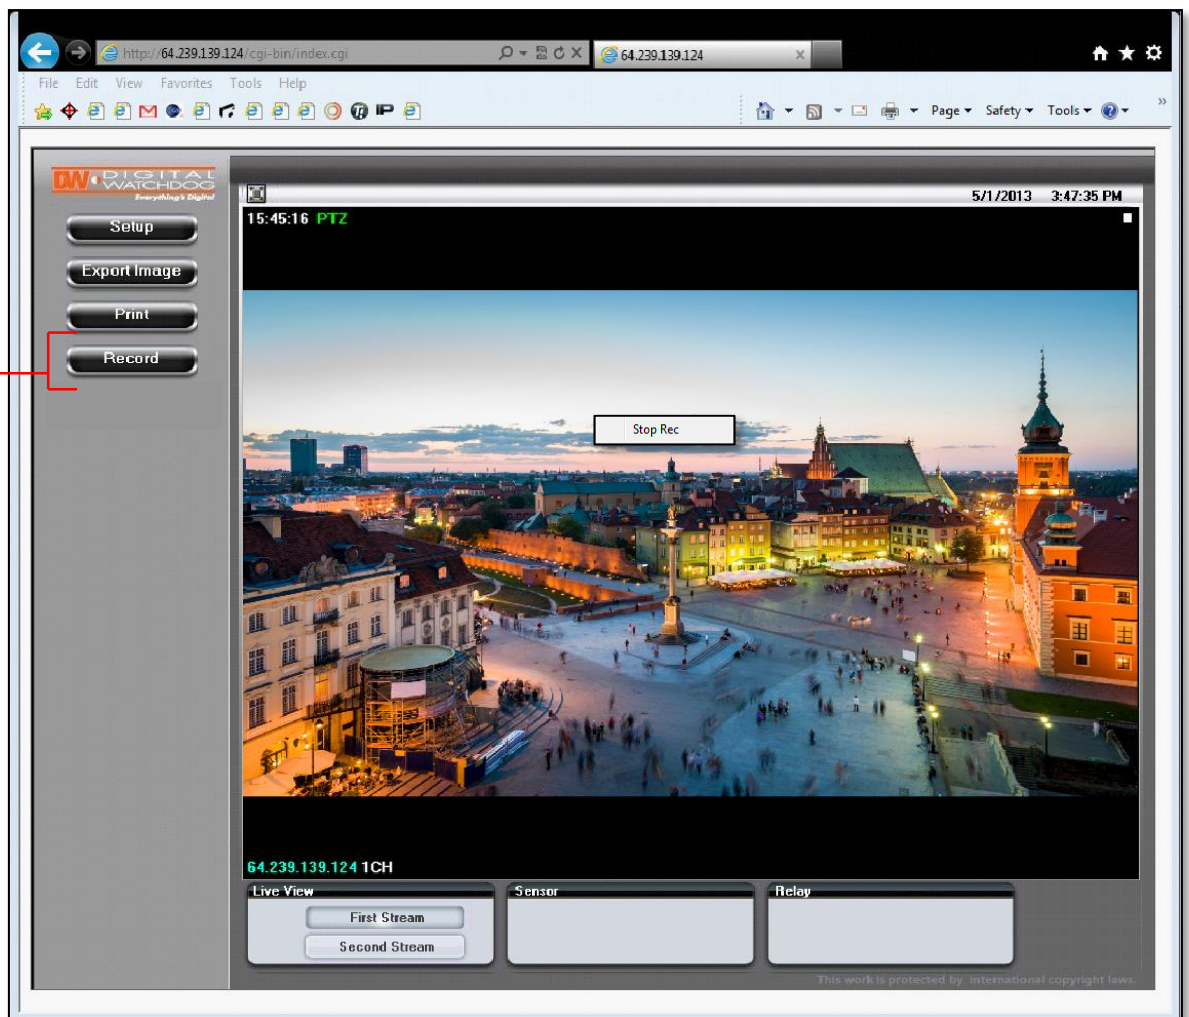 http://64.239.139.124/cgi-bin/index.cgi
64.239.139.124
File Edit View Favorites Tools Help
Page Safety Tools
DW DIGITAL WATCHDOG
Everything's Digital
5/1/2013 3:47:35 PM
Setup
Export Image
Print
Record
15:45:16 PTZ
Stop Rec
64.239.139.124 1CH
Live View
First Stream
Second Stream
Sensor
Relay
This work is protected by international copyright laws.